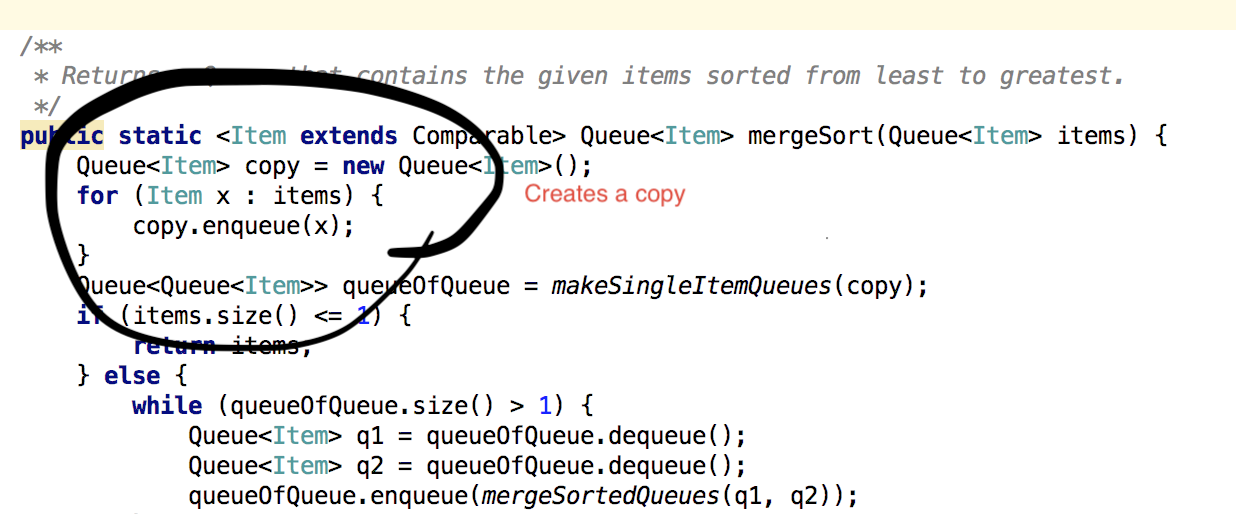 /**
* Returns a Queue that contains the given items sorted from least to greatest.
*/
public static <Item extends Comparable> Queue<Item> mergeSort(Queue<Item> items) {
Queue<Item> copy = new Queue<Item>();
for (Item x : items) {
Creates a copy
copy.enqueue(x);
}
Queue<Queue<Item>> queueOfQueue = makeSingleItemQueues(copy);
if (items.size() <= 1) {
return items;
} else {
while (queueOfQueue.size() > 1) {
Queue<Item> q1 = queueOfQueue.dequeue();
Queue<Item> q2 = queueOfQueue.dequeue();
queueOfQueue.enqueue(mergeSortedQueues(q1, q2));